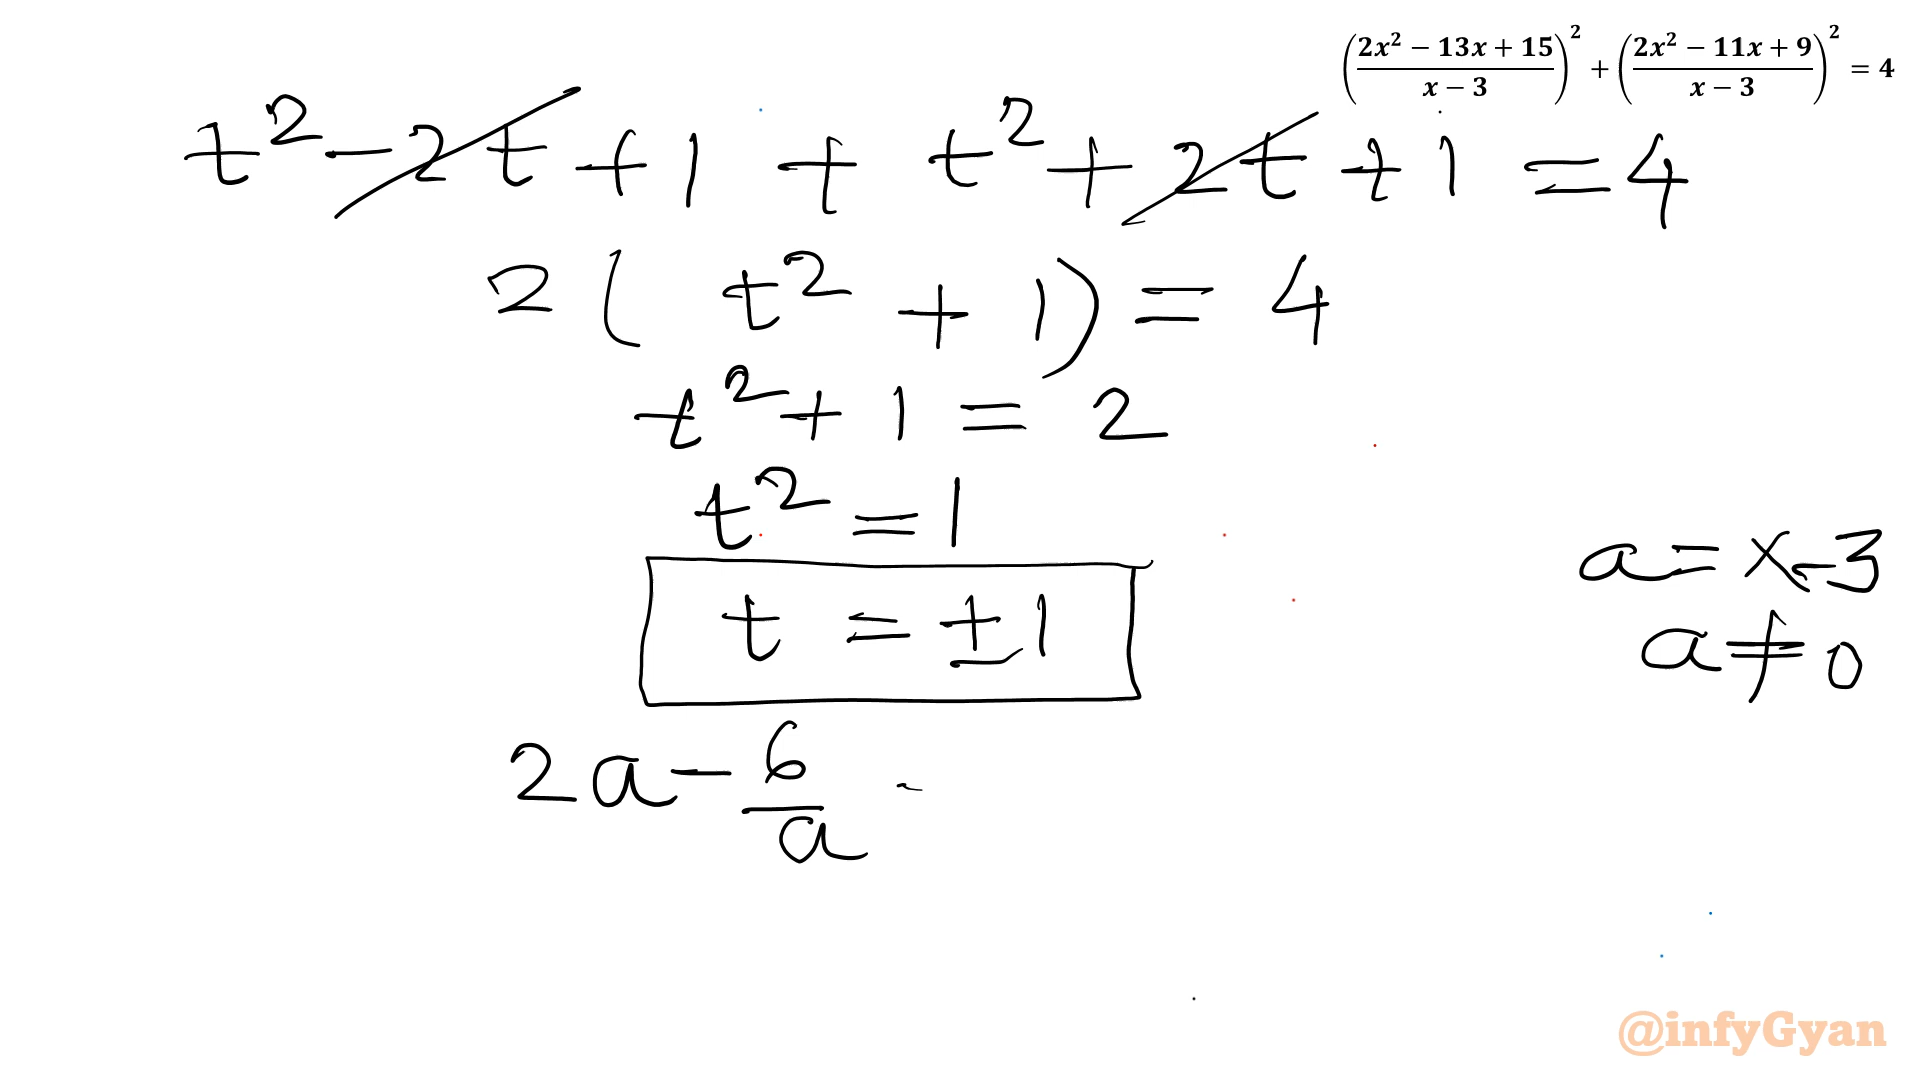 (2x² − 13x + 15 / x − 3)² + (2x² − 11x + 9 / x − 3)² = 4
t² − 2t + 1 + t² + 2t + 1 = 4
2(t² + 1) = 4
t² + 1 = 2
t² = 1
a = x − 3
t = ±1
a ≠ 0
2a − 6/a -
@infyGyan